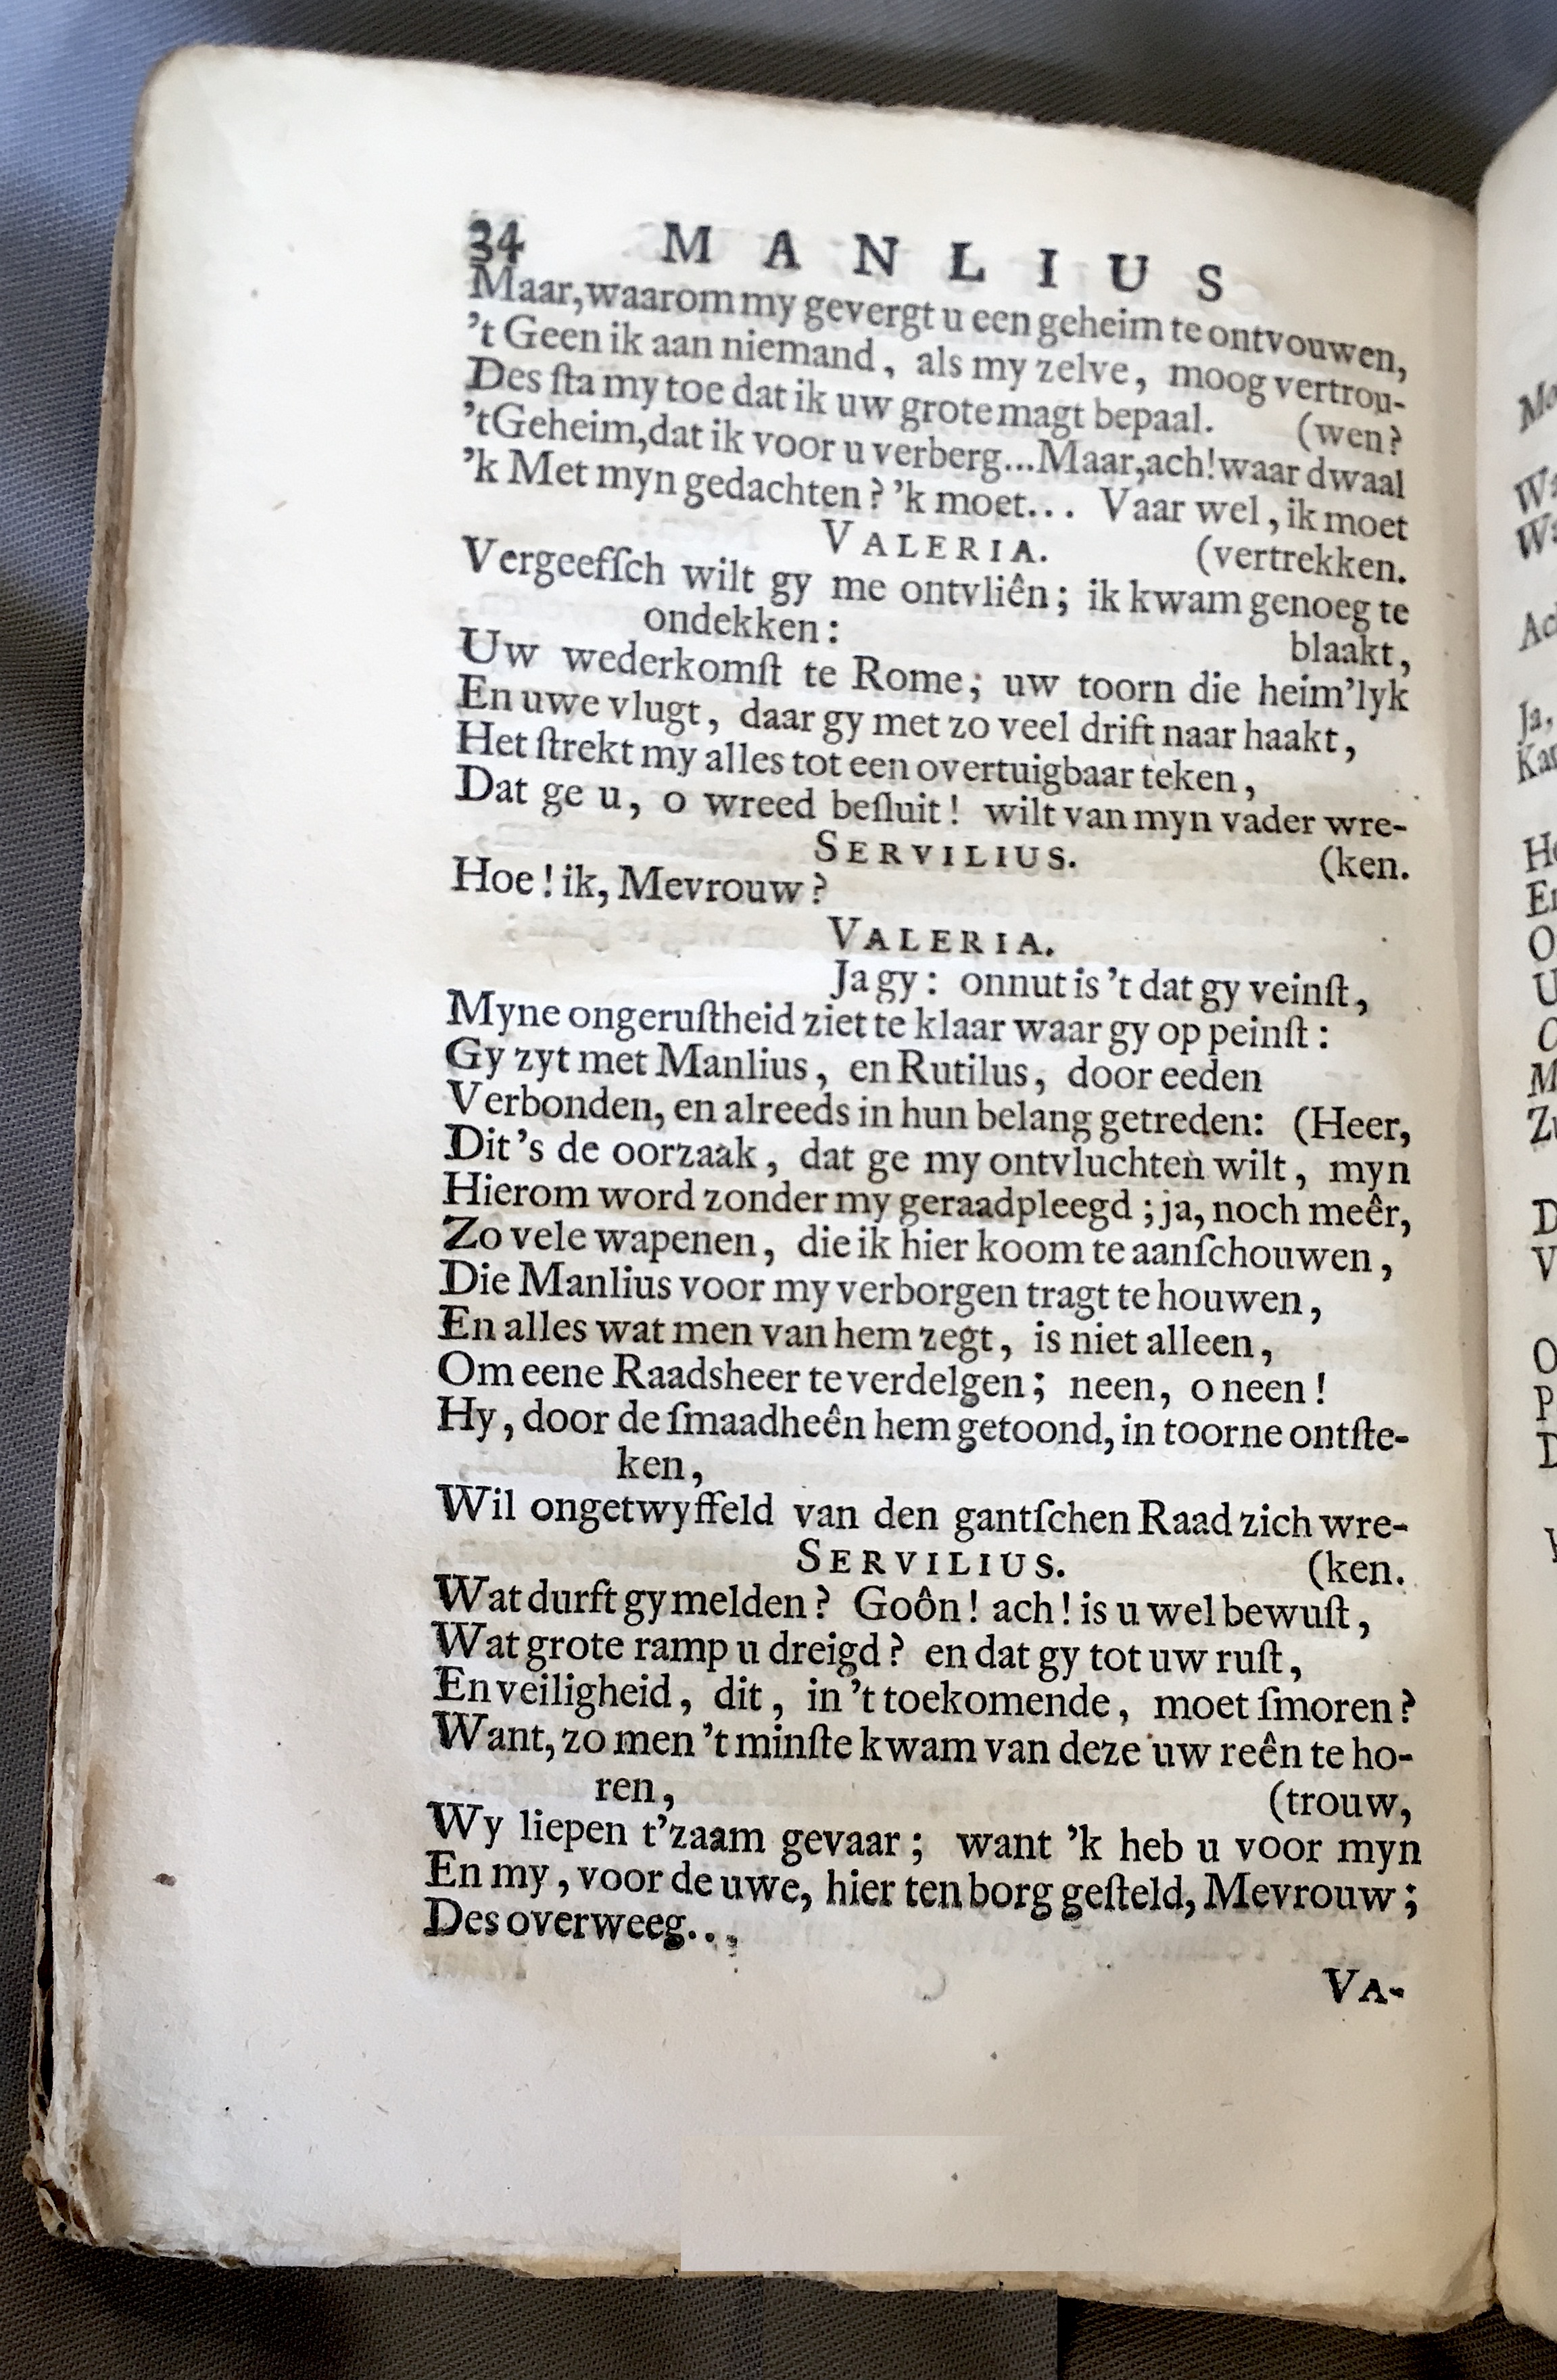 34 MANLIUS
Maar, waarom my gevergt u een geheim te ontvouwen,
’t Geen ik aan niemand, als my zelve, moog vertrou-
Des ſta my toe dat ik uw grote magt bepaal. (wen?
’t Geheim, dat ik voor u verberg... Maar, ach! waar dwaal
’k Met myn gedachten? ’k moet... Vaar wel, ik moet
VALERIA. (vertrekken.
Vergeefſch wilt gy me ontvliên; ik kwam genoeg te
ondekken: blaakt,
Uw wederkomſt te Rome; uw toorn die heim’lyk
En uwe vlugt, daar gy met zo veel drift naar haakt,
Het ſtrekt my alles tot een overtuigbaar teken,
Dat ge u, o wreed beſluit! wilt van myn vader wre-
SERVILIUS. (ken.
Hoe! ik, Mevrouw?
VALERIA.
Ja gy: onnut is ’t dat gy veinſt,
Myne ongeruſtheid ziet te klaar waar gy op peinſt:
Gy zyt met Manlius, en Rutilus, door eeden
Verbonden, en alreeds in hun belang getreden: (Heer,
Dit’s de oorzaak, dat ge my ontvluchten wilt, myn
Hierom word zonder my geraadpleegd; ja, noch meêr,
Zo vele wapenen, die ik hier koom te aanſchouwen,
Die Manlius voor my verborgen tragt te houwen,
En alles wat men van hem zegt, is niet alleen,
Om eene Raadsheer te verdelgen; neen, o neen!
Hy, door de ſmaadheên hem getoond, in toorne ontſte-
ken,
Wil ongetwyffeld van den gantſchen Raad zich wre-
SERVILIUS. (ken.
Wat durft gy melden? Goôn! ach! is u wel bewuſt,
Wat grote ramp u dreigd? en dat gy tot uw ruſt,
En veiligheid, dit, in ’t toekomende, moet ſmoren?
Want, zo men ’t minſte kwam van deze uw reên te ho-
ren, (trouw,
Wy liepen t’zaam gevaar; want ’k heb u voor myn
En my, voor de uwe, hier ten borg geſteld, Mevrouw;
Des overweeg...
VA-